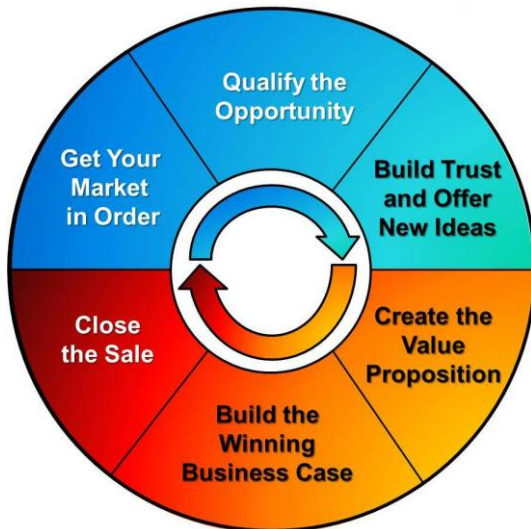 Qualify the
Opportunity
Build Trust
and Offer
New Ideas
Create the
Value
Proposition
Build the
Winning
Business Case
Close
the Sale
Get Your
Market
in Order